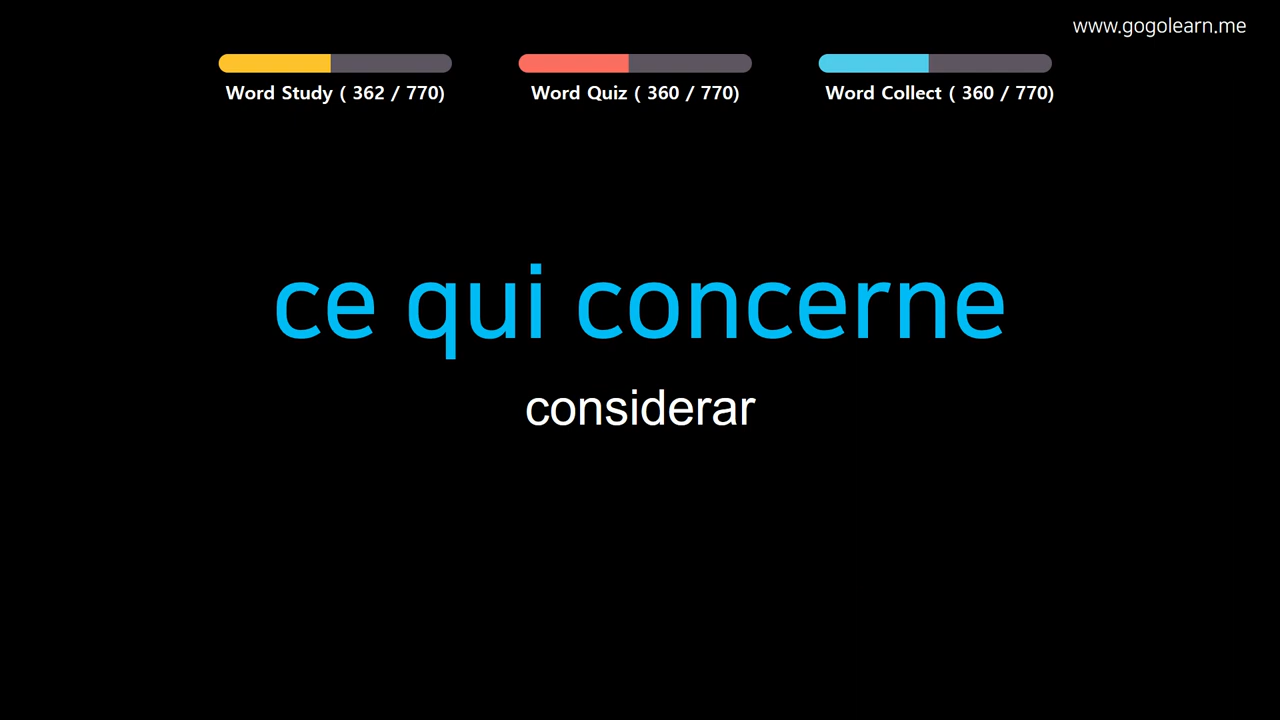 www.gogolearn.me
Word Study ( 362 / 770)
Word Quiz ( 360 / 770)
Word Collect ( 360 / 770)
ce qui concerne
considerar